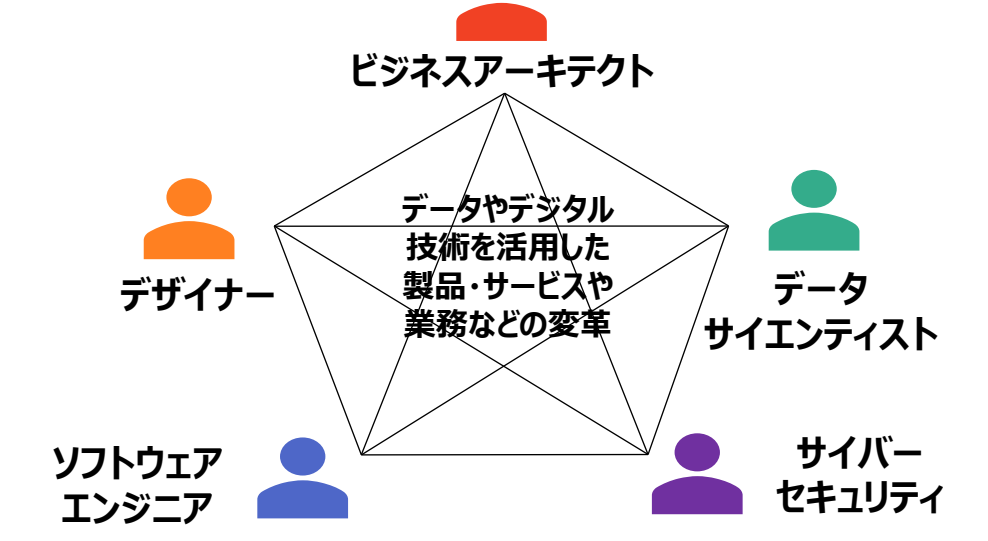 ビジネスアーキテクト
データやデジタル
技術を活用した
製品・サービスや
業務などの変革
デザイナー
データ
サイエンティスト
ソフトウェア
エンジニア
サイバー
セキュリティ